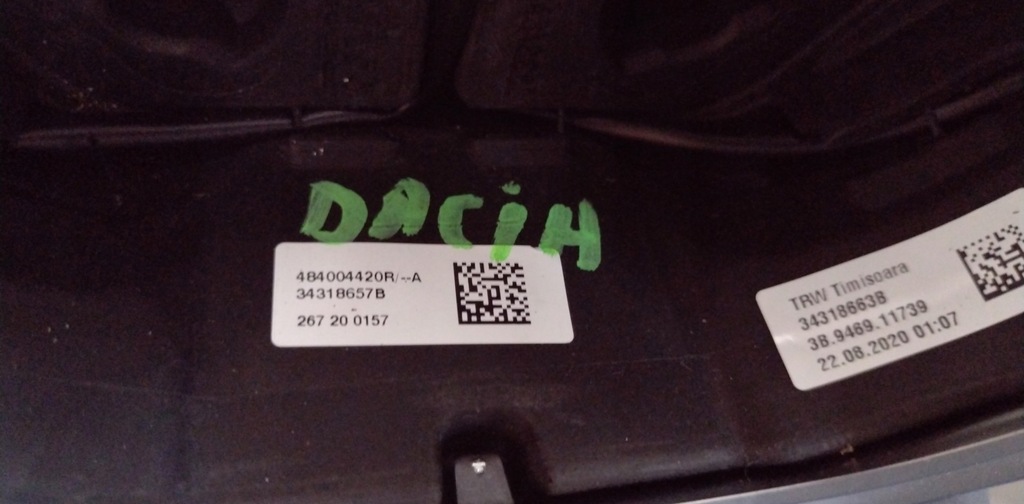 DACiA
484004420R/--A
34318657B
267 20 0157
TRW Timisoara
34318663B
38.9469.11739
22.08.2020 01:07